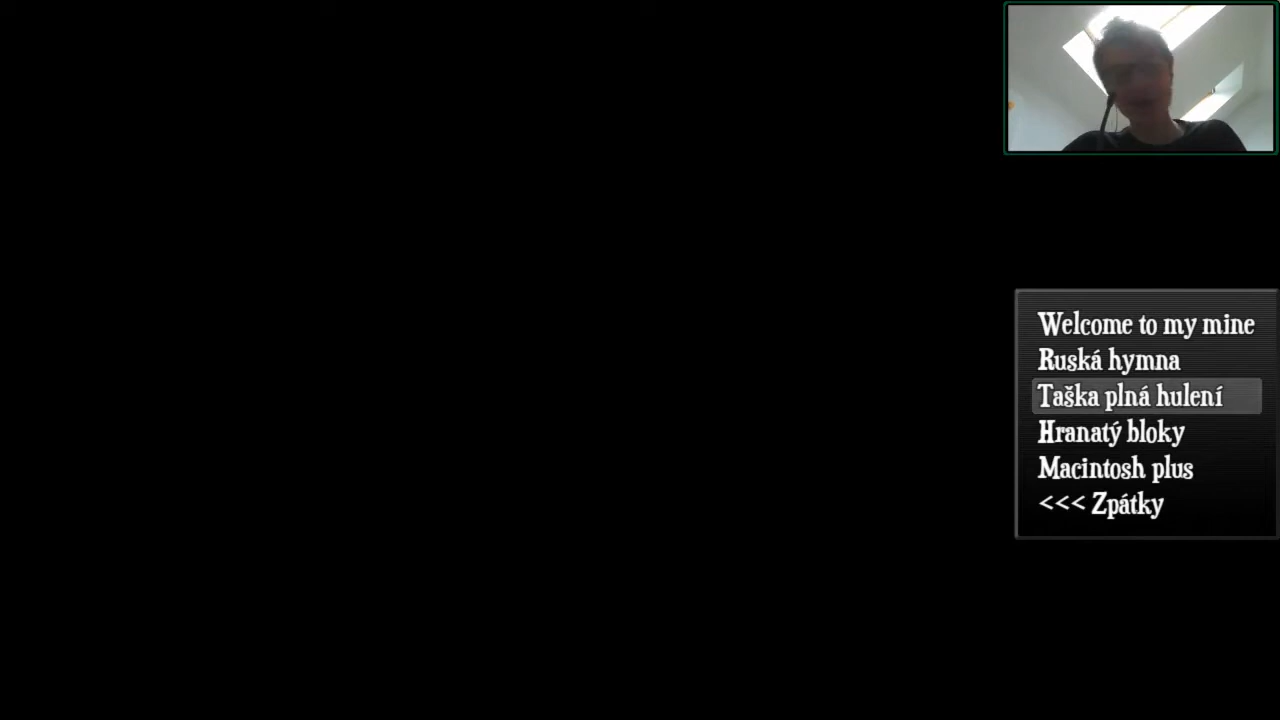 Welcome to my mine
Ruská hymna
Taška plná hulení
Hranatý bloky
Macintosh plus
<<< Zpátky